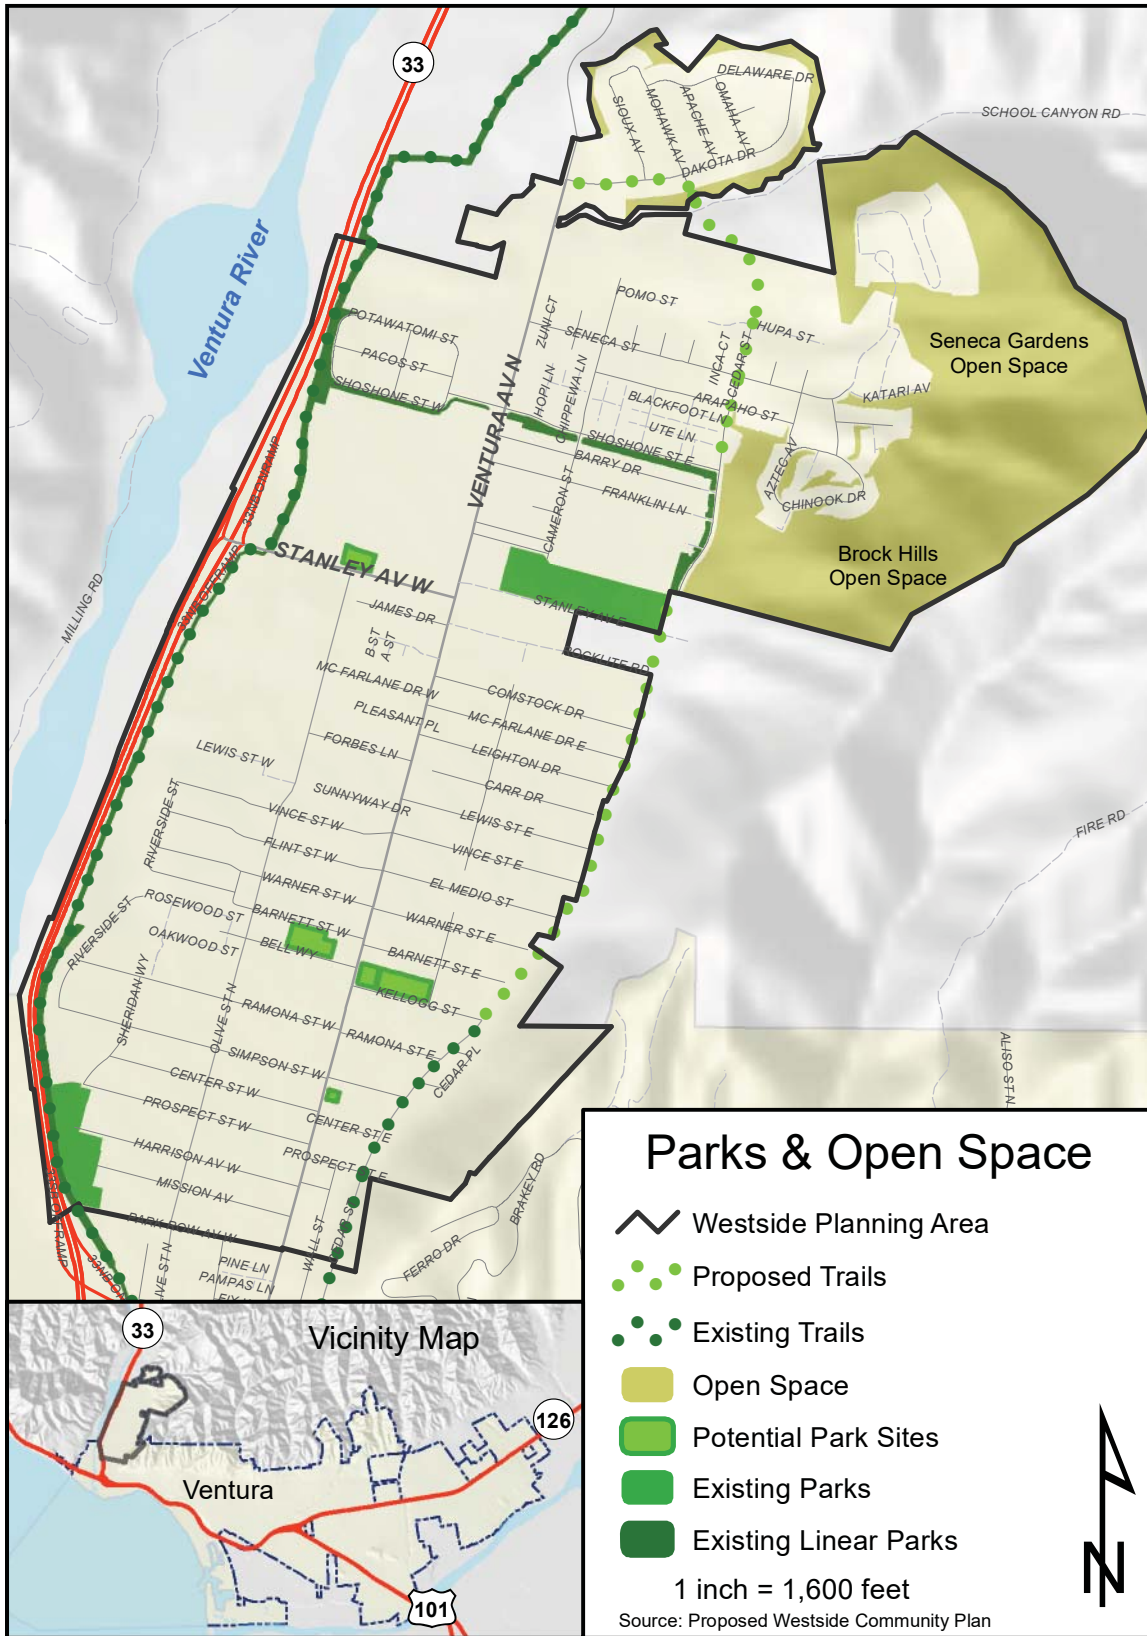 33
DELAWARE DR
SIOUX AV
MOHAWK AV
APACHE AV
OMAHA AV
DAKOTA DR
SCHOOL CANYON RD
Ventura River
POMO ST
ZUNI CT
SENECA ST
HUPA ST
INCA CT
CEDAR ST
POTAWATOMI ST
PACOS ST
SHOSHONE ST W
VENTURA AV N
HOPI LN
CHIPPEWA LN
BLACKFOOT LN
ARAPAHO ST
UTE LN
KATARI AV
Seneca Gardens
Open Space
SHOSHONE ST E
BARRY DR
FRANKLIN LN
CAMERON ST
AZTEC AV
CHINOOK DR
Brock Hills
Open Space
33NB ONRAMP
33NB OFFRAMP
STANLEY AV W
STANLEY AV E
MILLING RD
JAMES DR
B ST
A ST
ROCKLITE RD
MC FARLANE DR W
COMSTOCK DR
PLEASANT PL
MC FARLANE DR E
FORBES LN
LEIGHTON DR
LEWIS ST W
CARR DR
SUNNYWAY DR
LEWIS ST E
RIVERSIDE ST
VINCE ST W
VINCE ST E
FLINT ST W
FIRE RD
WARNER ST W
EL MEDIO ST
ROSEWOOD ST
BARNETT ST W
WARNER ST E
RIVERSIDE ST
OAKWOOD ST
BELL WY
BARNETT ST E
SHERIDAN WY
OLIVE ST N
KELLOGG ST
RAMONA ST W
RAMONA ST E
SIMPSON ST W
CEDAR PL
ALISO ST N
CENTER ST W
PROSPECT ST W
CENTER ST E
HARRISON AV W
PROSPECT ST E
MISSION AV
PARK ROW AV W
WALL ST
BRAKEY RD
FERRO DR
PINE LN
PAMPAS LN
Parks & Open Space
Westside Planning Area
Proposed Trails
Existing Trails
Open Space
Potential Park Sites
Existing Parks
Existing Linear Parks
1 inch = 1,600 feet
Source: Proposed Westside Community Plan
N
Vicinity Map
33
126
Ventura
101